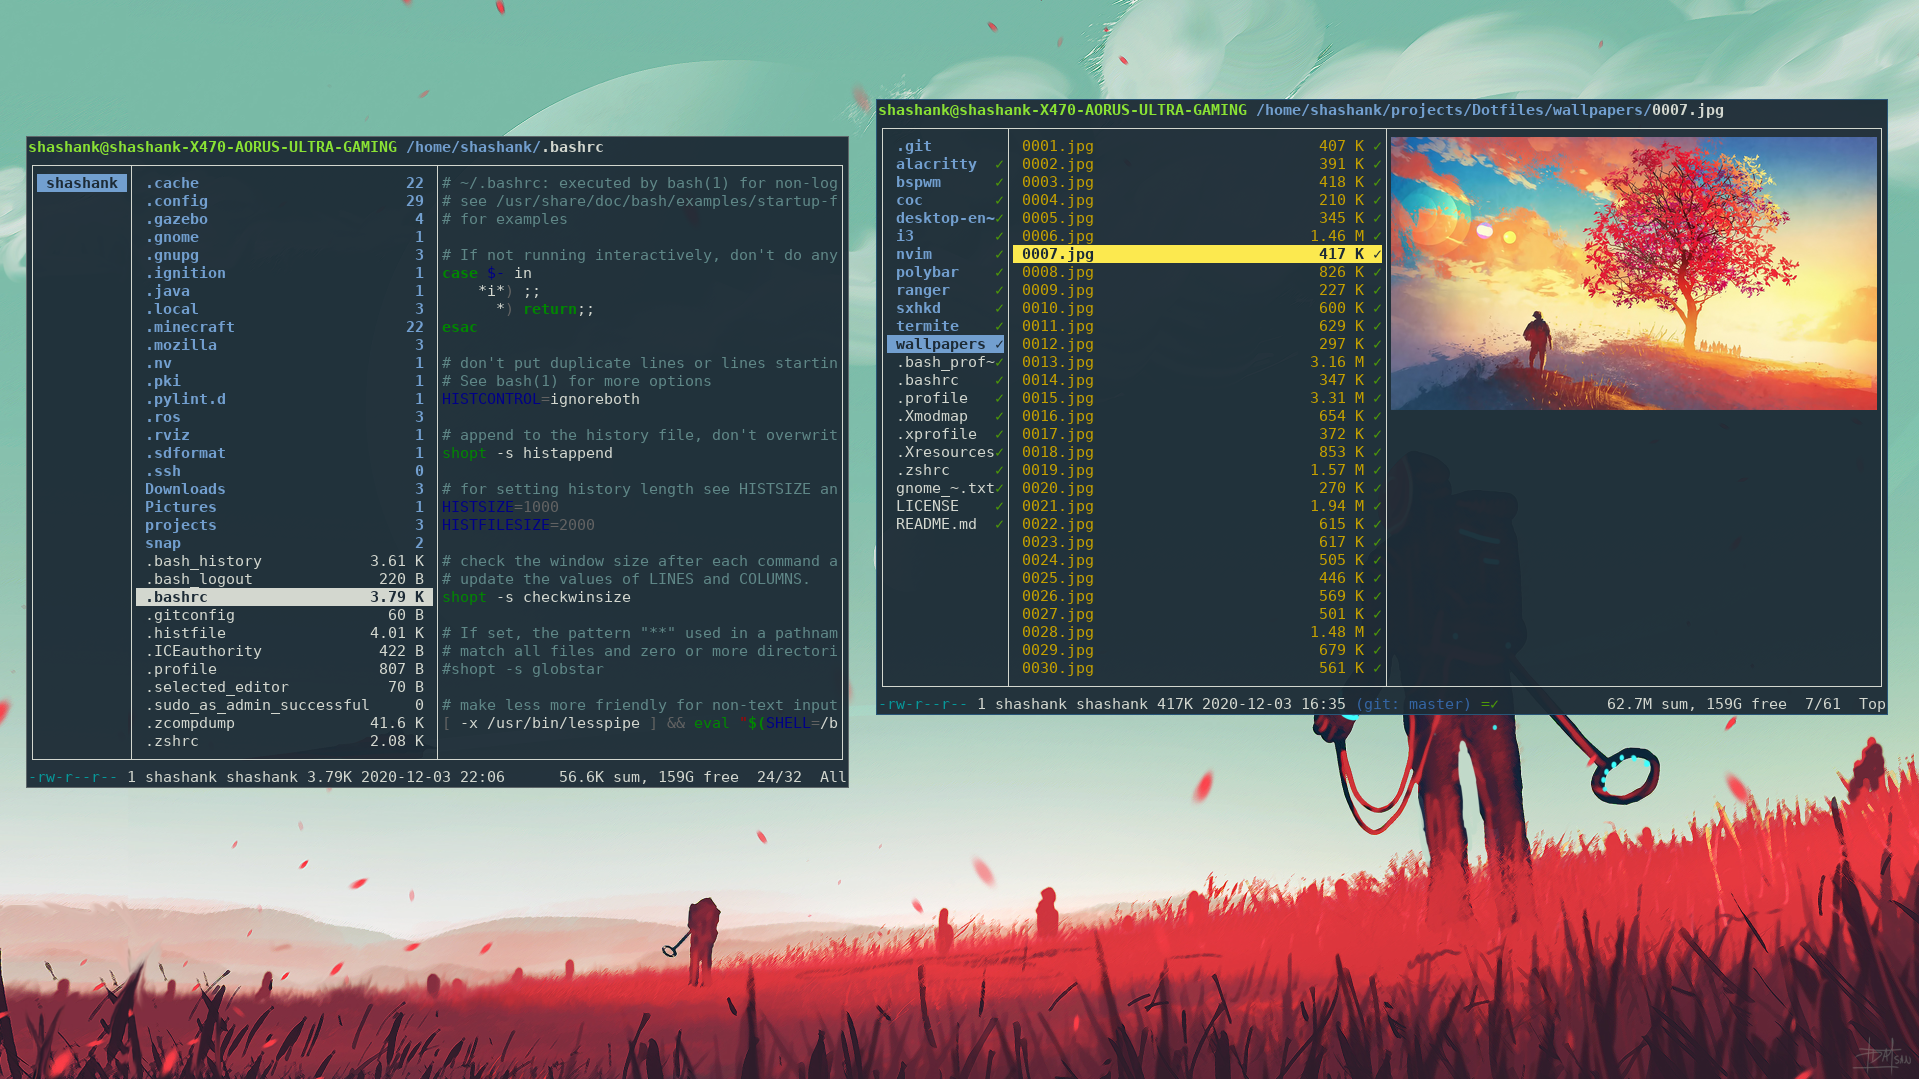 shashank@shashank-X470-AORUS-ULTRA-GAMING /home/shashank/.bashrc
shashank
.cache 22
.config 29
.gazebo 4
.gnome 1
.gnupg 3
.ignition 1
.java 1
.local 3
.minecraft 22
.mozilla 3
.nv 1
.pki 1
.pylint.d 1
.ros 3
.rviz 1
.sdformat 1
.ssh 0
Downloads 3
Pictures 1
projects 3
snap 2
.bash_history 3.61 K
.bash_logout 220 B
.bashrc 3.79 K
.gitconfig 60 B
.histfile 4.01 K
.ICEauthority 422 B
.profile 807 B
.selected_editor 70 B
.sudo_as_admin_successful 0
.zcompdump 41.6 K
.zshrc 2.08 K
# ~/.bashrc: executed by bash(1) for non-log
# see /usr/share/doc/bash/examples/startup-f
# for examples
# If not running interactively, don't do any
case $- in
*i*) ;;
*) return;;
esac
# don't put duplicate lines or lines startin
# See bash(1) for more options
HISTCONTROL=ignoreboth
# append to the history file, don't overwrit
shopt -s histappend
# for setting history length see HISTSIZE an
HISTSIZE=1000
HISTFILESIZE=2000
# check the window size after each command a
# update the values of LINES and COLUMNS.
shopt -s checkwinsize
# If set, the pattern "**" used in a pathnam
# match all files and zero or more directori
#shopt -s globstar
# make less more friendly for non-text input
[ -x /usr/bin/lesspipe ] && eval "$(SHELL=/b
-rw-r--r-- 1 shashank shashank 3.79K 2020-12-03 22:06 56.6K sum, 159G free 24/32 All
shashank@shashank-X470-AORUS-ULTRA-GAMING /home/shashank/projects/Dotfiles/wallpapers/0007.jpg
.git
alacritty ✓
bspwm ✓
coc ✓
desktop-en~✓
i3 ✓
nvim ✓
polybar ✓
ranger ✓
sxhkd ✓
termite ✓
wallpapers ✓
.bash_prof~✓
.bashrc ✓
.profile ✓
.Xmodmap ✓
.xprofile ✓
.Xresources✓
.zshrc ✓
gnome_~.txt✓
LICENSE ✓
README.md ✓
0001.jpg 407 K ✓
0002.jpg 391 K ✓
0003.jpg 418 K ✓
0004.jpg 210 K ✓
0005.jpg 345 K ✓
0006.jpg 1.46 M ✓
0007.jpg 417 K ✓
0008.jpg 826 K ✓
0009.jpg 227 K ✓
0010.jpg 600 K ✓
0011.jpg 629 K ✓
0012.jpg 297 K ✓
0013.jpg 3.16 M ✓
0014.jpg 347 K ✓
0015.jpg 3.31 M ✓
0016.jpg 654 K ✓
0017.jpg 372 K ✓
0018.jpg 853 K ✓
0019.jpg 1.57 M ✓
0020.jpg 270 K ✓
0021.jpg 1.94 M ✓
0022.jpg 615 K ✓
0023.jpg 617 K ✓
0024.jpg 505 K ✓
0025.jpg 446 K ✓
0026.jpg 569 K ✓
0027.jpg 501 K ✓
0028.jpg 1.48 M ✓
0029.jpg 679 K ✓
0030.jpg 561 K ✓
-rw-r--r-- 1 shashank shashank 417K 2020-12-03 16:35 (git: master) =✓ 62.7M sum, 159G free 7/61 Top